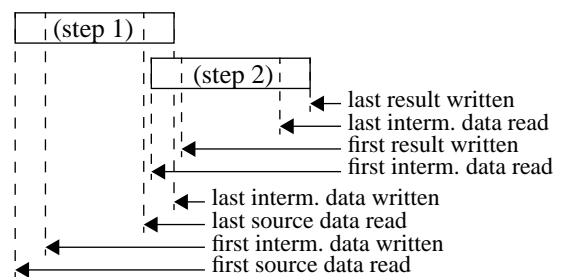 (step 1)
(step 2)
last result written
last interm. data read
first result written
first interm. data read
last interm. data written
last source data read
first interm. data written
first source data read